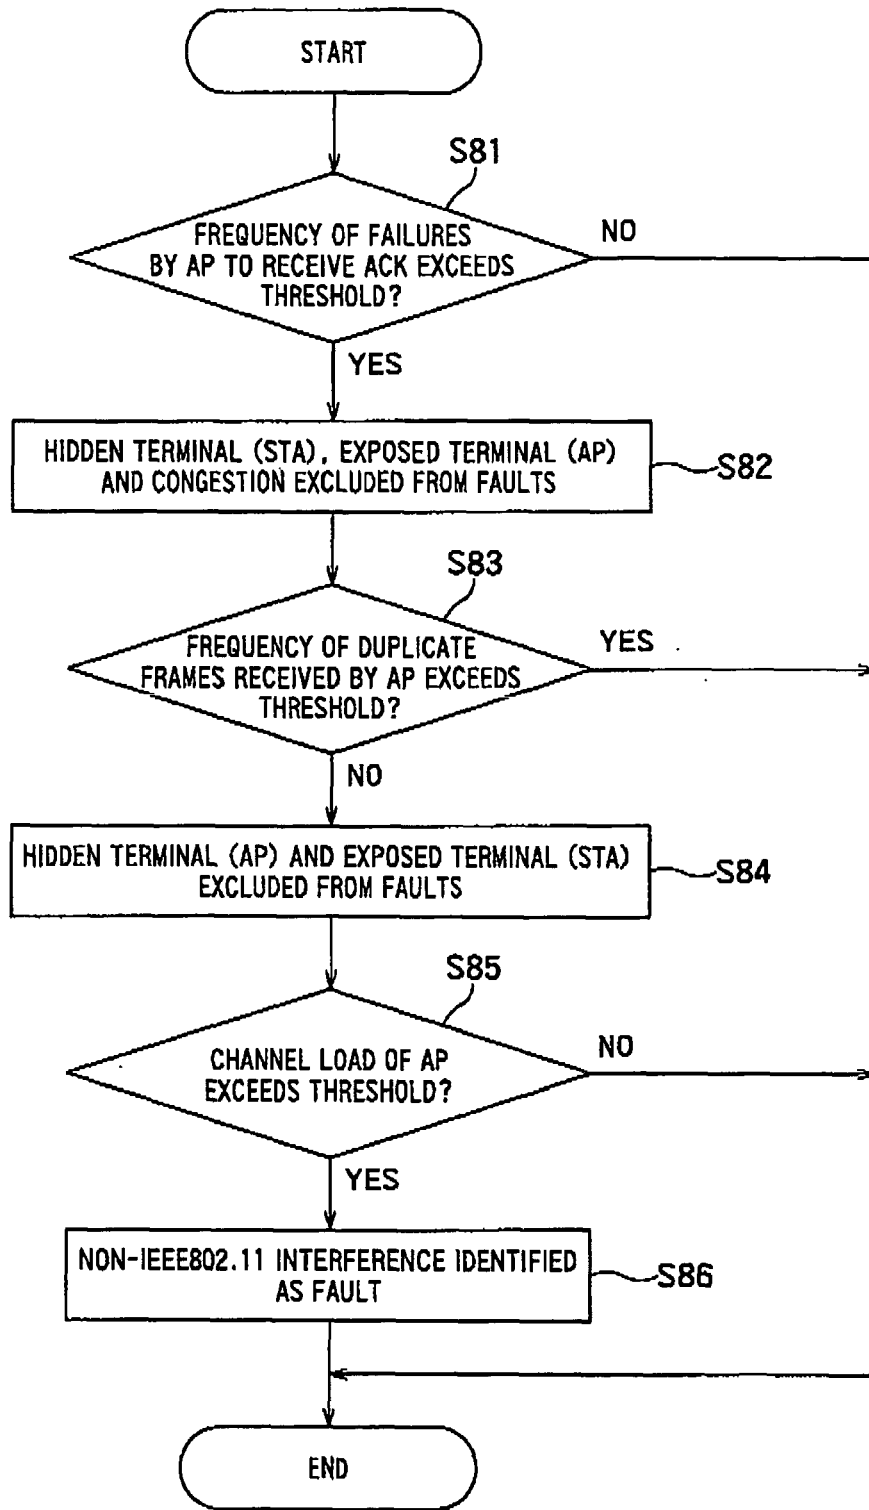 START
S81
FREQUENCY OF FAILURES
BY AP TO RECEIVE ACK EXCEEDS
THRESHOLD?
NO
YES
HIDDEN TERMINAL (STA), EXPOSED TERMINAL (AP)
AND CONGESTION EXCLUDED FROM FAULTS
S82
S83
FREQUENCY OF DUPLICATE
FRAMES RECEIVED BY AP EXCEEDS
THRESHOLD?
YES
NO
HIDDEN TERMINAL (AP) AND EXPOSED TERMINAL (STA)
EXCLUDED FROM FAULTS
S84
S85
CHANNEL LOAD OF AP
EXCEEDS THRESHOLD?
NO
YES
NON-IEEE802.11 INTERFERENCE IDENTIFIED
AS FAULT
S86
END